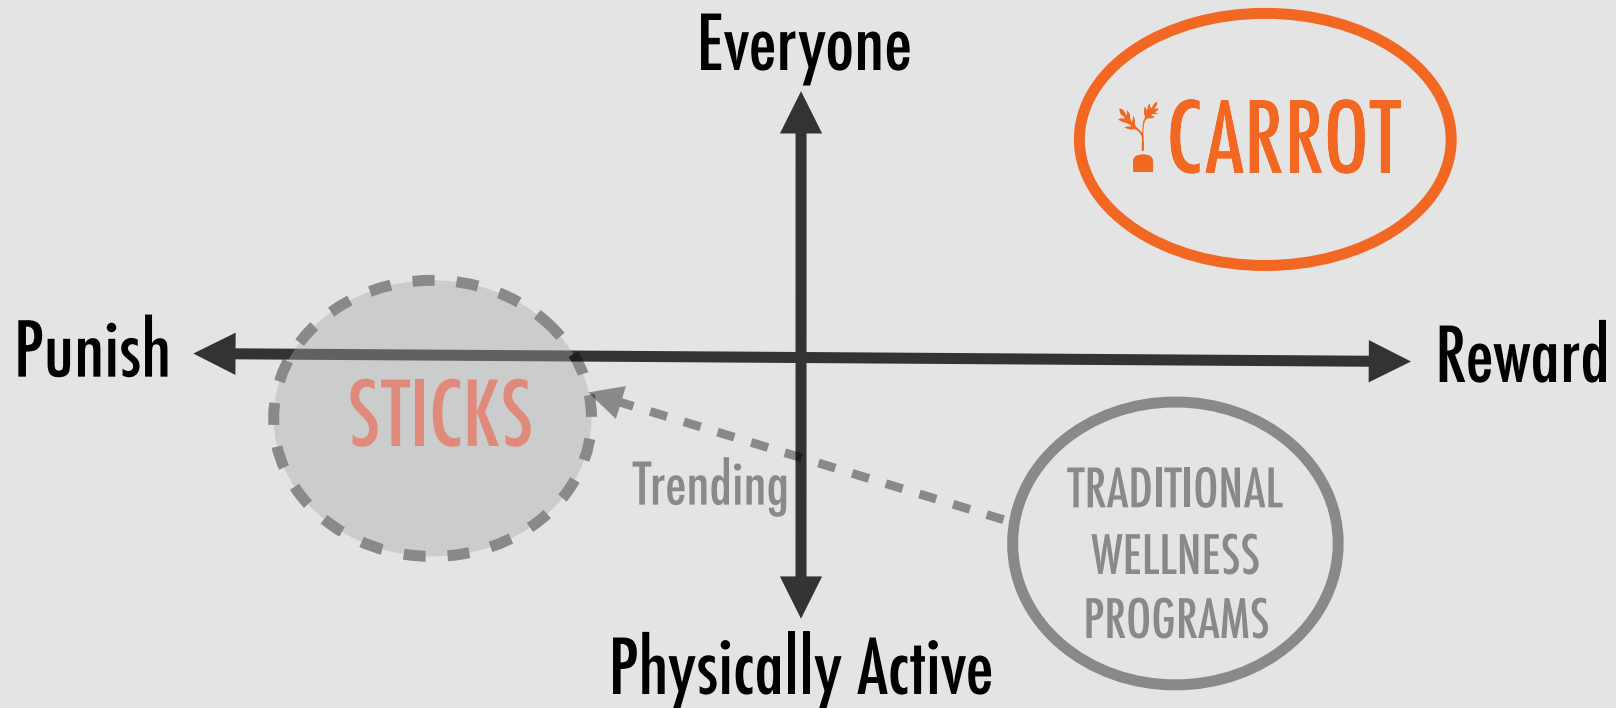 Everyone
CARROT
Punish
Reward
STICKS
Trending
TRADITIONAL
WELLNESS
PROGRAMS
Physically Active